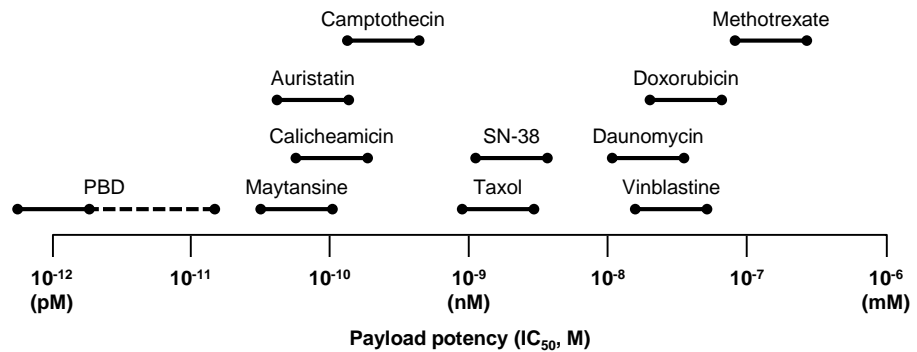 Camptothecin Methotrexate
Auristatin Doxorubicin
Calicheamicin SN-38 Daunomycin
PBD Maytansine Taxol Vinblastine
10⁻¹² 10⁻¹¹ 10⁻¹⁰ 10⁻⁹ 10⁻⁸ 10⁻⁷ 10⁻⁶
(pM) (nM) (mM)
Payload potency (IC₅₀, M)